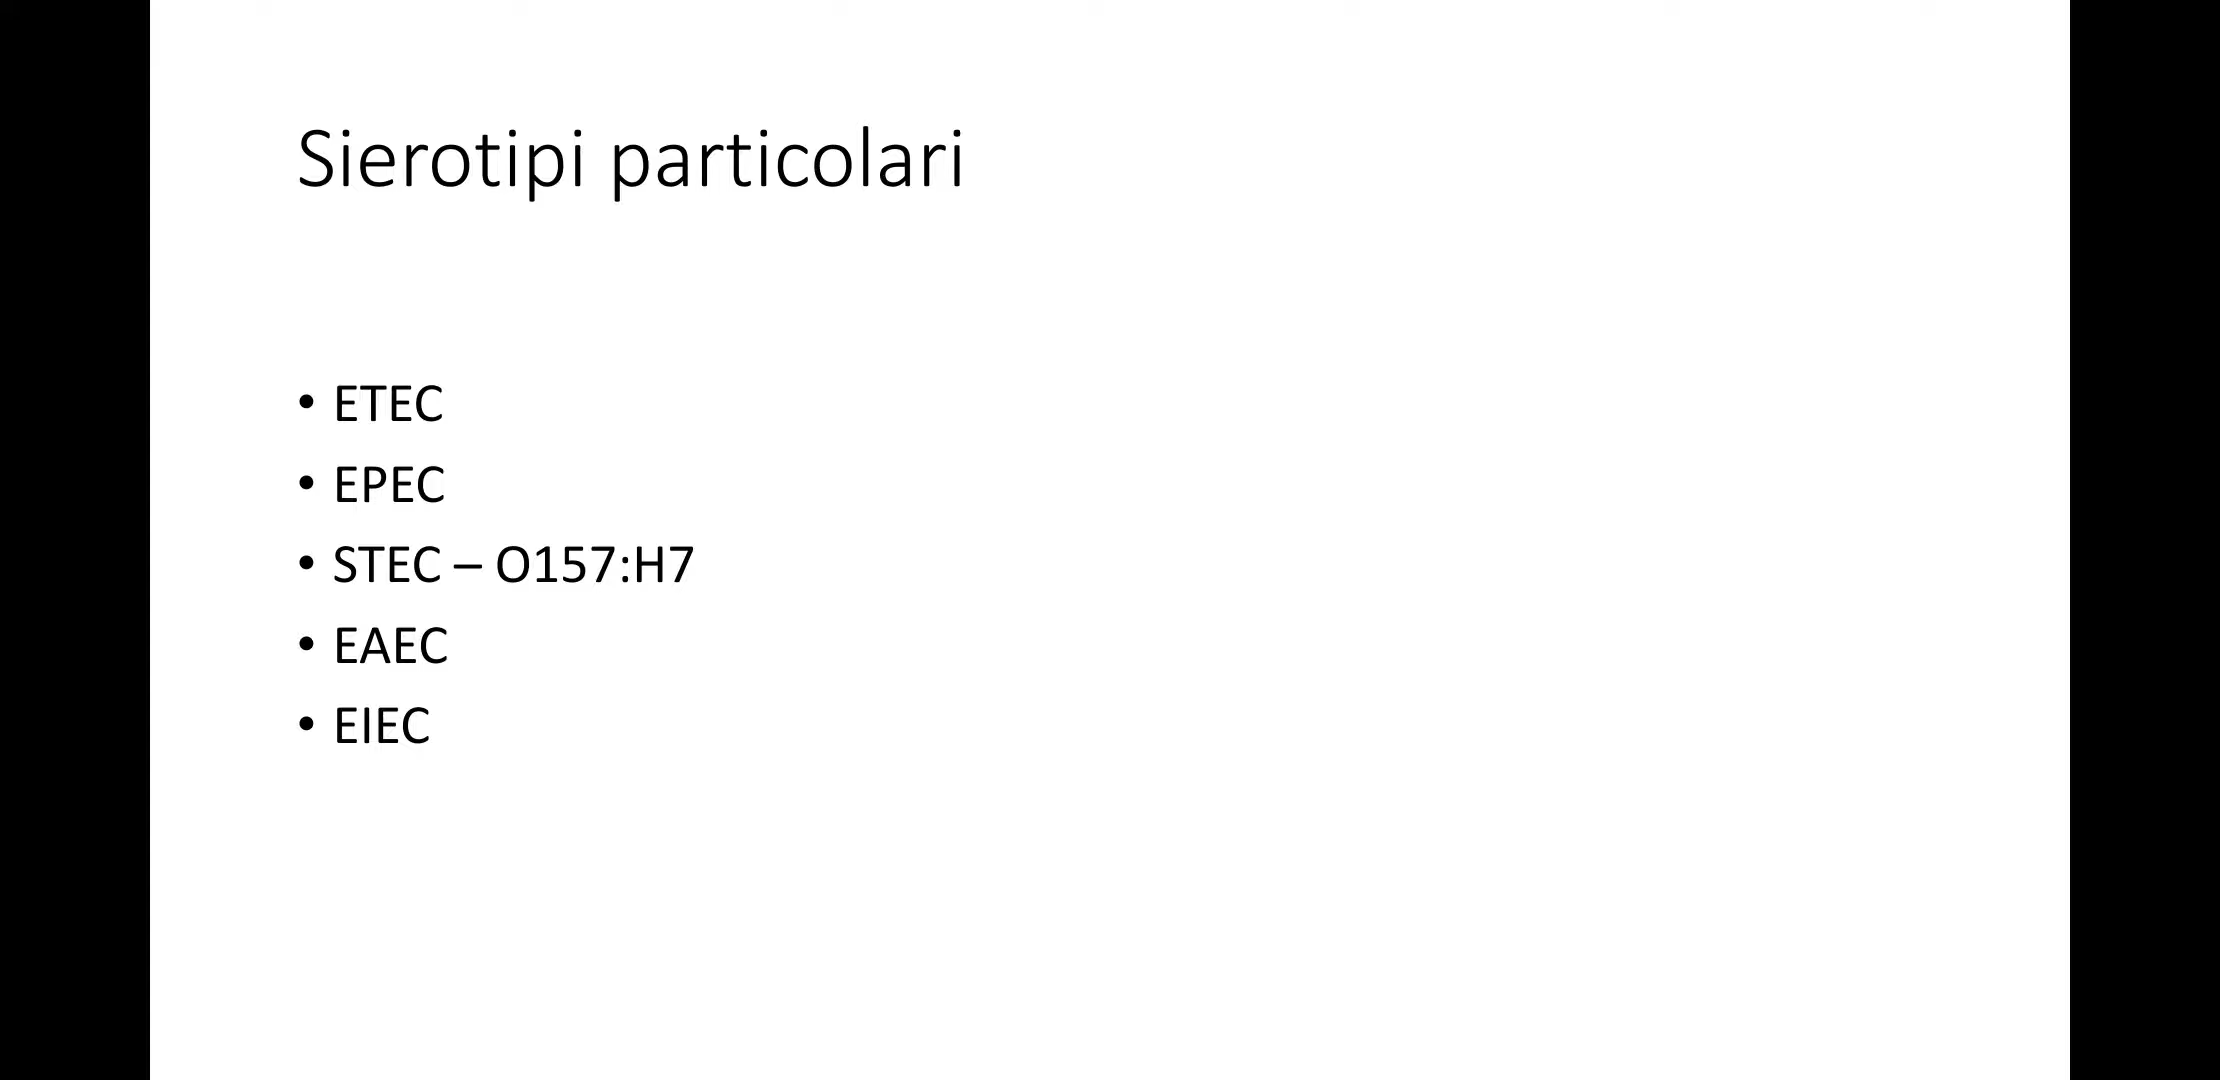 Sierotipi particolari
• ETEC
• EPEC
• STEC – O157:H7
• EAEC
• EIEC